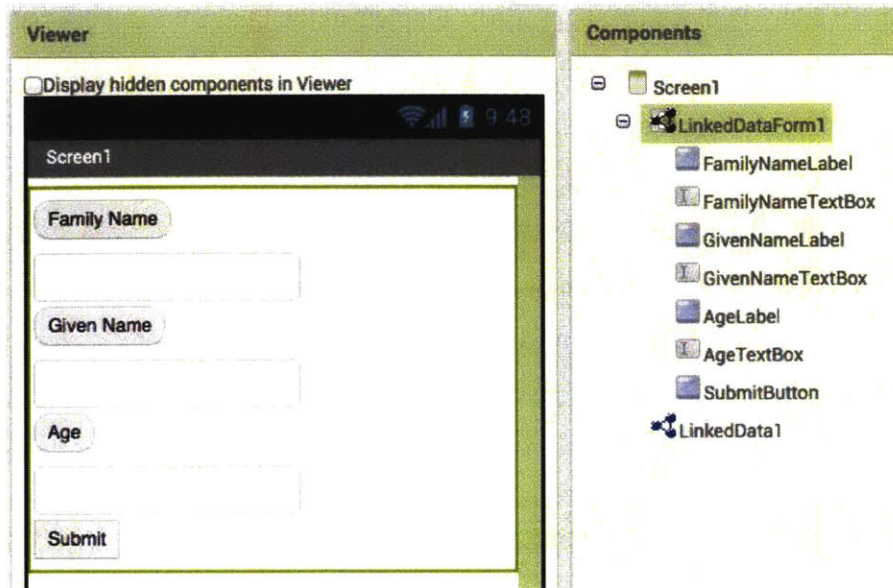 Viewer
Display hidden components in Viewer
9:48
Screen1
Family Name
Given Name
Age
Submit
Components
Screen1
LinkedDataForm1
FamilyNameLabel
FamilyNameTextBox
GivenNameLabel
GivenNameTextBox
AgeLabel
AgeTextBox
SubmitButton
LinkedData1